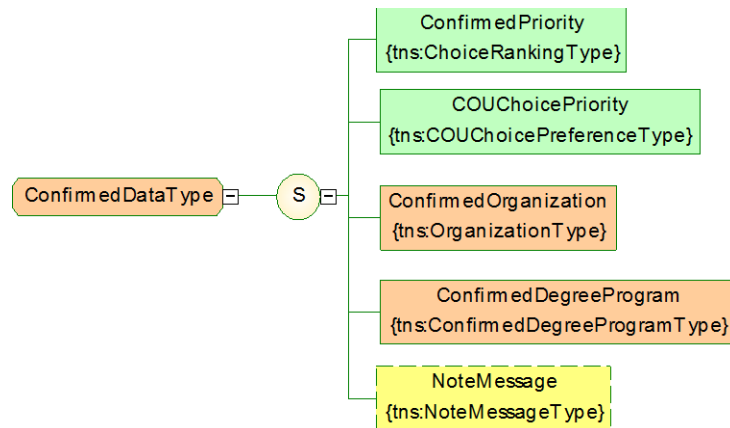 ConfirmedPriority
{tns:ChoiceRankingType}
COUChoicePriority
{tns:COUChoicePreferenceType}
ConfirmedDataType
S
ConfirmedOrganization
{tns:OrganizationType}
ConfirmedDegreeProgram
{tns:ConfirmedDegreeProgramType}
NoteMessage
{tns:NoteMessageType}